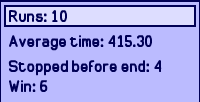 Runs: 10
Average time: 415.30
Stopped before end: 4
Win: 6